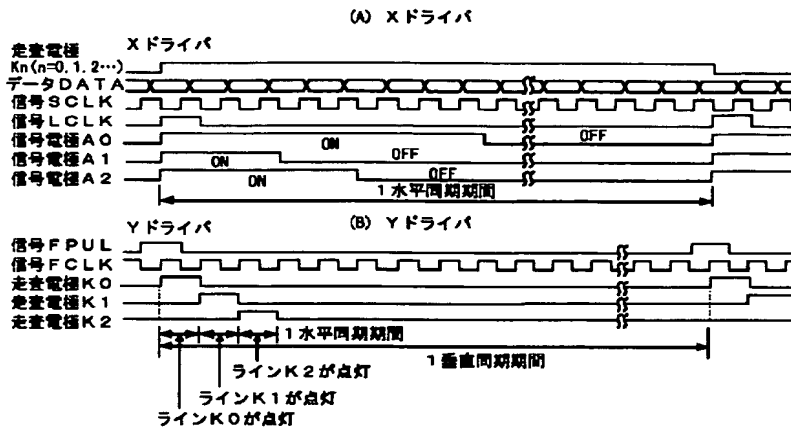 (A) Xドライバ
Xドライバ
走査電極
Kn(n=0.1.2…)
データDATA
信号SCLK
信号LCLK
信号電極A0
ON
OFF
信号電極A1
ON
OFF
信号電極A2
ON
OFF
1水平同期期間
(B) Yドライバ
Yドライバ
信号FPUL
信号FCLK
走査電極K0
走査電極K1
走査電極K2
1水平同期期間
1垂直同期期間
ラインK2が点灯
ラインK1が点灯
ラインK0が点灯